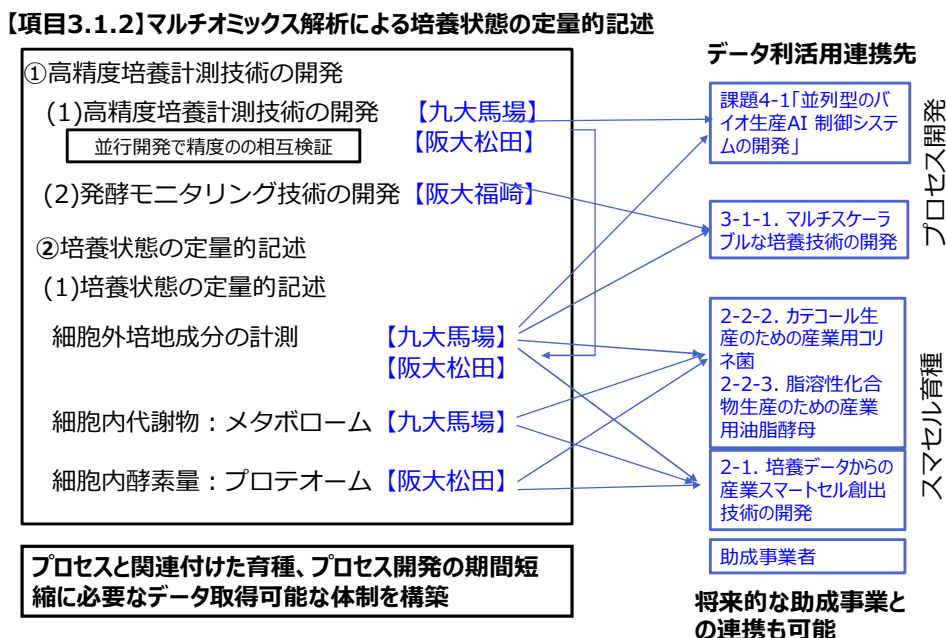 【項目3.1.2】マルチオミックス解析による培養状態の定量的記述
①高精度培養計測技術の開発
(1)高精度培養計測技術の開発 【九大馬場】
並行開発で精度のの相互検証
【阪大松田】
(2)発酵モニタリング技術の開発【阪大福崎】
②培養状態の定量的記述
(1)培養状態の定量的記述
細胞外培地成分の計測 【九大馬場】
【阪大松田】
細胞内代謝物：メタボローム【九大馬場】
細胞内酵素量：プロテオーム【阪大松田】
プロセスと関連付けた育種、プロセス開発の期間短
縮に必要なデータ取得可能な体制を構築
データ利活用連携先
課題4-1「並列型のバ
イオ生産AI 制御システ
ムの開発」
3-1-1. マルチスケーラ
ブルな培養技術の開発
プロセス開発
2-2-2. カテコール生
産のための産業用コリ
ネ菌
2-2-3. 脂溶性化合
物生産のための産業
用油脂酵母
2-1. 培養データからの
産業スマートセル創出
技術の開発
スマセル育種
助成事業者
将来的な助成事業と
の連携も可能